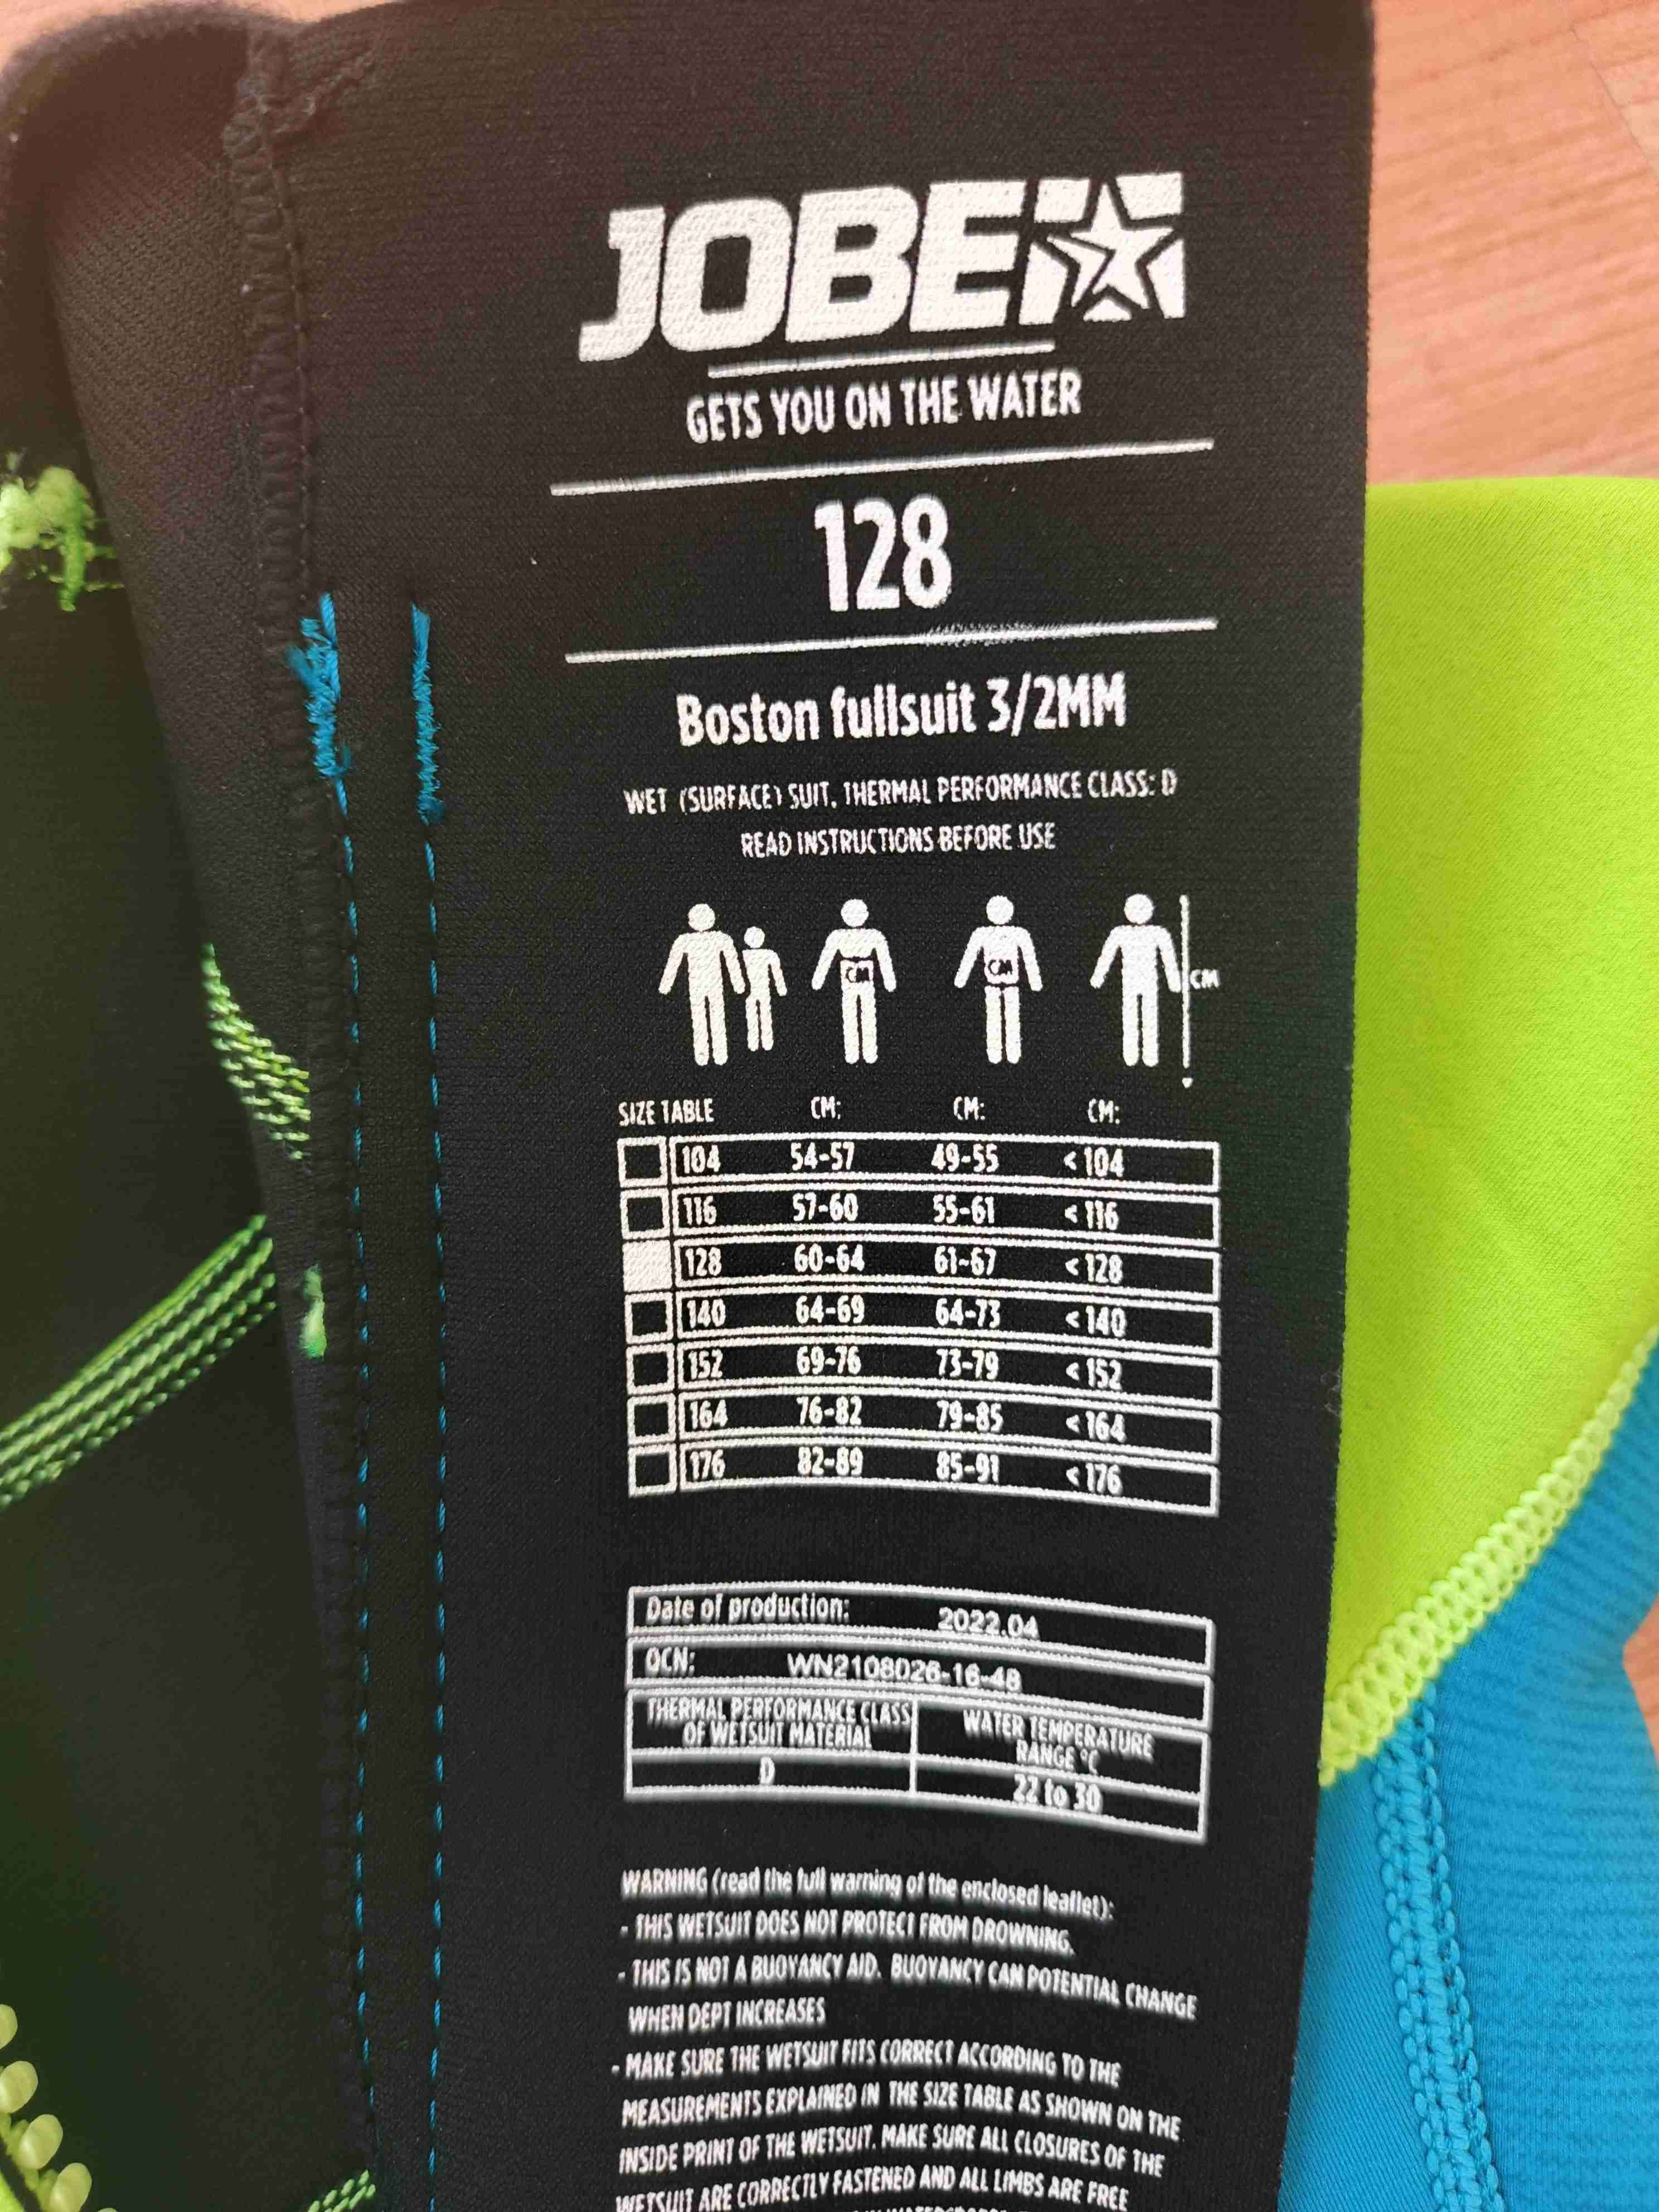 JOBE
GETS YOU ON THE WATER
128
Boston fullsuit 3/2MM
WET (SURFACE) SUIT. THERMAL PERFORMANCE CLASS: D
READ INSTRUCTIONS BEFORE USE
CM CM CM
SIZE TABLE CM: CM: CM:
104 54-57 49-55 <104
116 57-60 55-61 <116
128 60-64 61-67 <128
140 64-69 64-73 <140
152 69-76 73-79 <152
164 76-82 79-85 <164
176 82-89 85-91 <176
Date of production: 2022.04
OCN: WN2108026-16-48
THERMAL PERFORMANCE CLASS
OF WETSUIT MATERIAL
WATER TEMPERATURE
RANGE °C
D
22 to 30
WARNING (read the full warning of the enclosed leaflet):
- THIS WETSUIT DOES NOT PROTECT FROM DROWNING.
- THIS IS NOT A BUOYANCY AID. BUOYANCY CAN POTENTIAL CHANGE
WHEN DEPT INCREASES
- MAKE SURE THE WETSUIT FITS CORRECT ACCORDING TO THE
MEASUREMENTS EXPLAINED IN THE SIZE TABLE AS SHOWN ON THE
INSIDE PRINT OF THE WETSUIT. MAKE SURE ALL CLOSURES OF THE
WETSUIT ARE CORRECTLY FASTENED AND ALL LIMBS ARE FREE